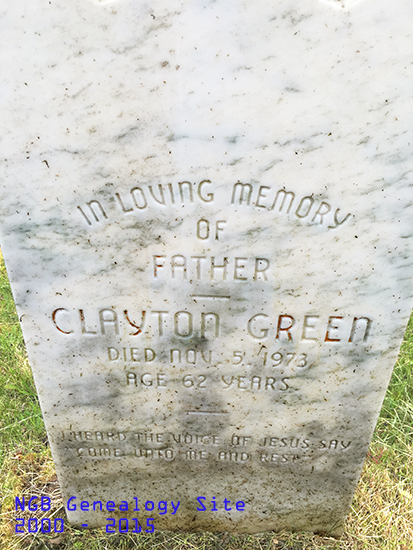 IN LOVING MEMORY
OF
FATHER
CLAYTON GREEN
DIED NOV. 5, 1973
AGE 62 YEARS
I HEARD THE VOICE OF JESUS SAY
"COME UNTO ME AND REST"
NGB Genealogy Site
2000 - 2015